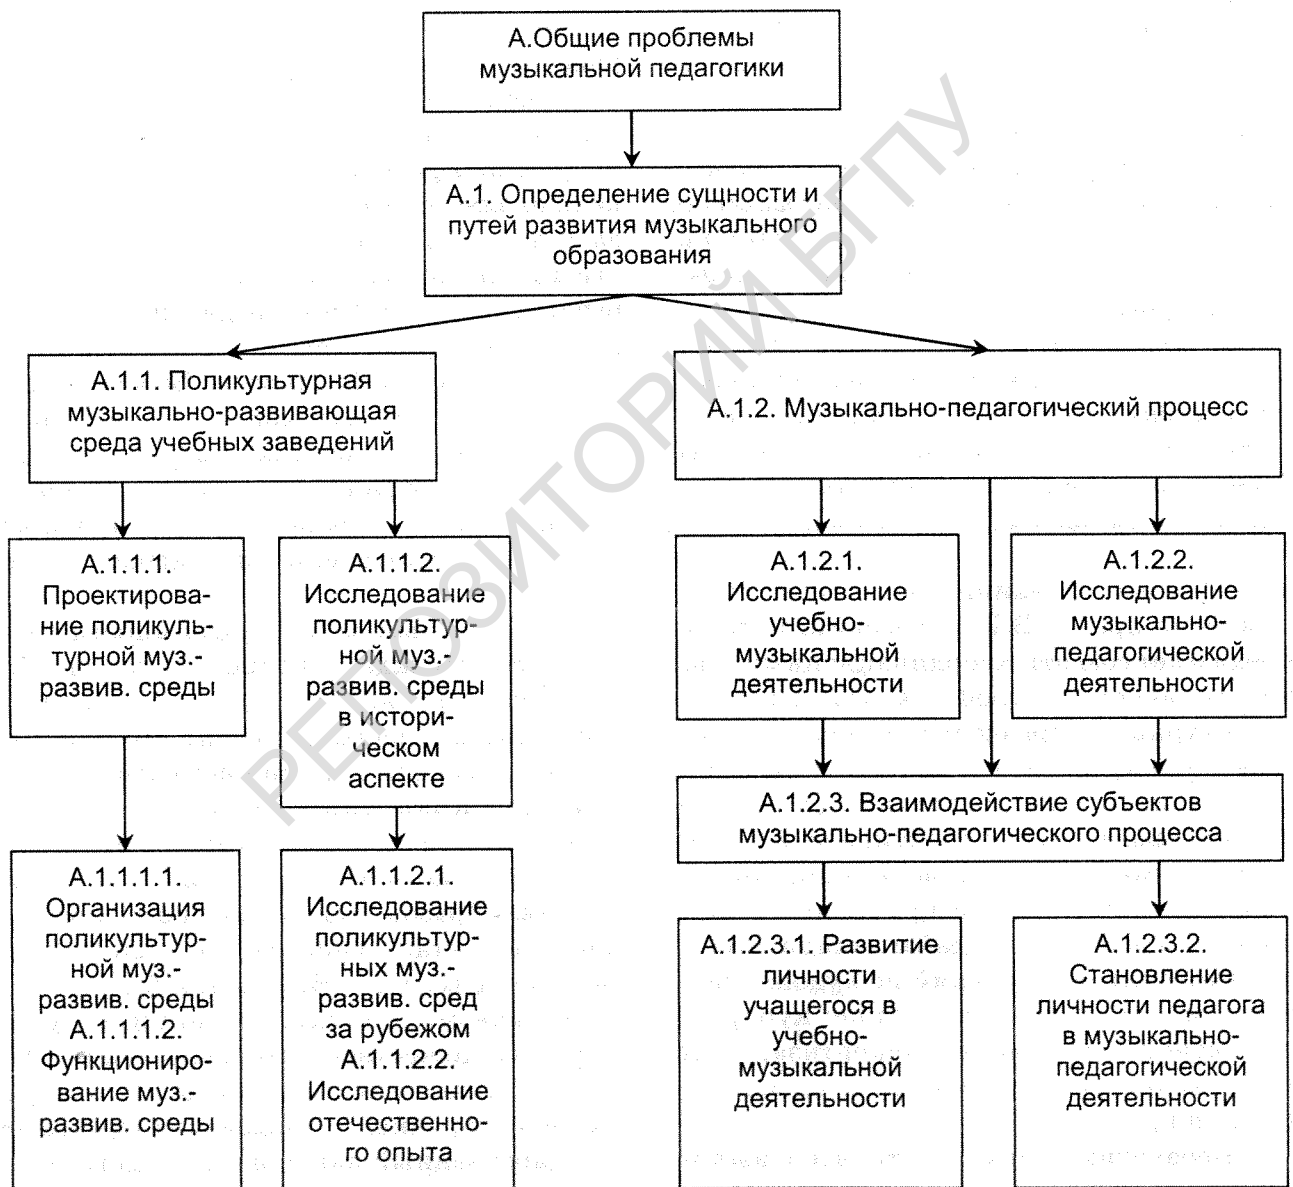 А.Общие проблемы
музыкальной педагогики
А.1. Определение сущности и
путей развития музыкального
образования
А.1.1. Поликультурная
музыкально-развивающая
среда учебных заведений
А.1.2. Музыкально-педагогический процесс
А.1.1.1.
Проектирова-
ние поликуль-
турной муз.-
развив. среды
А.1.1.2.
Исследование
поликультур-
ной муз.-
развив. среды
в истори-
ческом
аспекте
А.1.2.1.
Исследование
учебно-
музыкальной
деятельности
А.1.2.2.
Исследование
музыкально-
педагогической
деятельности
А.1.2.3. Взаимодействие субъектов
музыкально-педагогического процесса
А.1.1.1.1.
Организация
поликультур-
ной муз.-
развив. среды
А.1.1.1.2.
Функциониро-
вание муз.-
развив. среды
А.1.1.2.1.
Исследование
поликультур-
ных муз.-
развив. сред
за рубежом
А.1.1.2.2.
Исследование
отечественно-
го опыта
А.1.2.3.1. Развитие
личности
учащегося в
учебно-
музыкальной
деятельности
А.1.2.3.2.
Становление
личности педагога
в музыкально-
педагогической
деятельности
РЕПОЗИТОРИЙ БГПУ